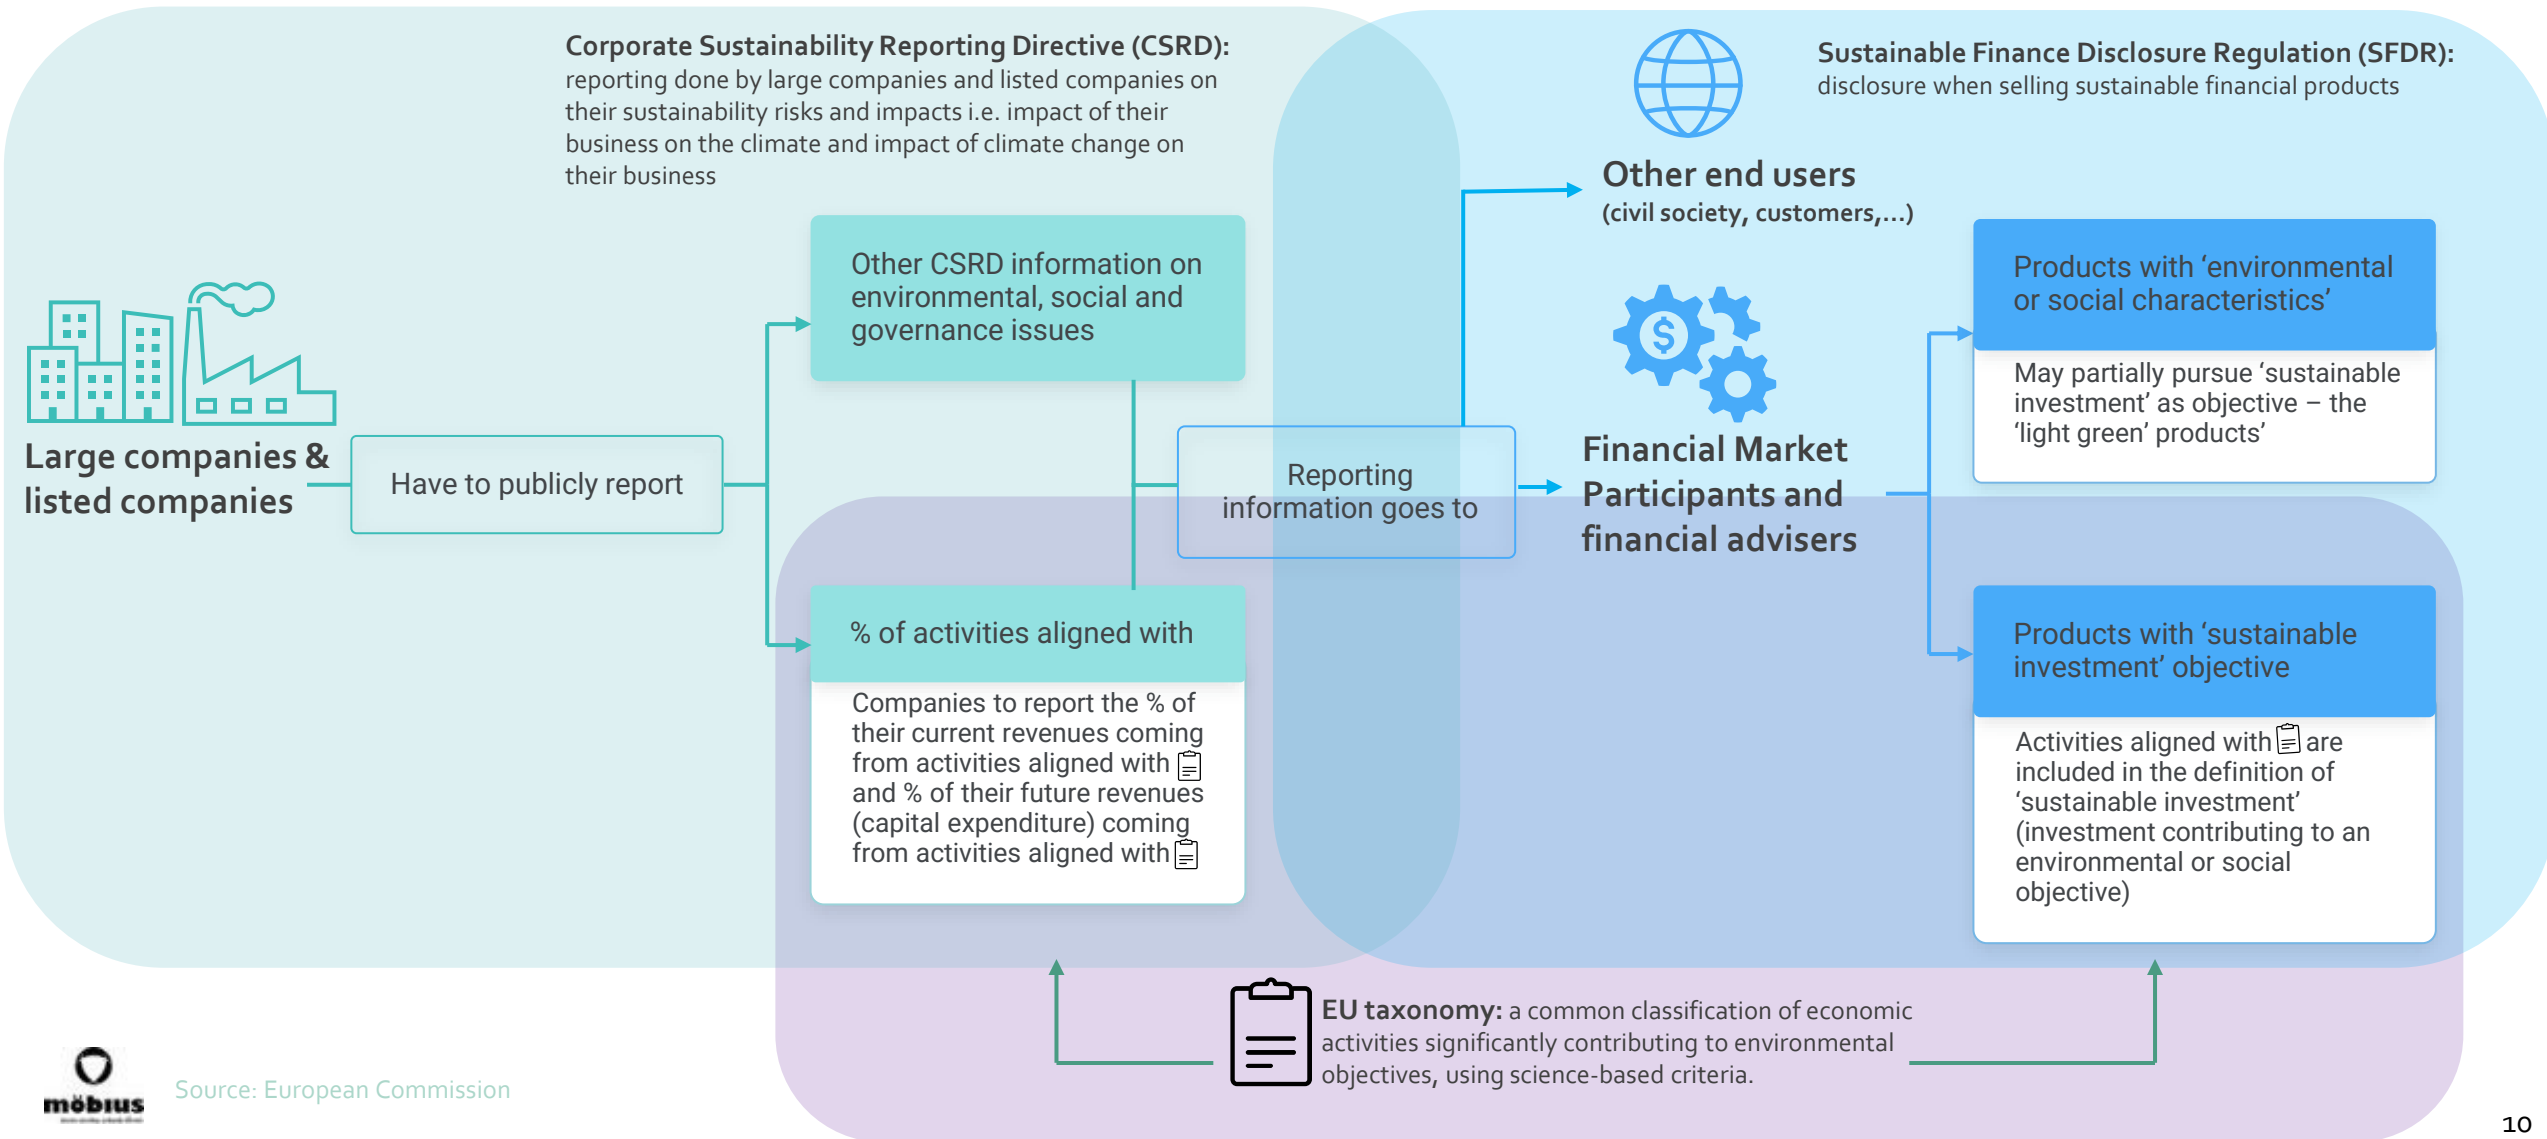 Corporate Sustainability Reporting Directive (CSRD):
reporting done by large companies and listed companies on
their sustainability risks and impacts i.e. impact of their
business on the climate and impact of climate change on
their business
Sustainable Finance Disclosure Regulation (SFDR):
disclosure when selling sustainable financial products
Other end users
(civil society, customers,...)
Other CSRD information on
environmental, social and
governance issues
Products with ‘environmental
or social characteristics’
May partially pursue ‘sustainable
investment’ as objective – the
‘light green’ products’
Large companies &
listed companies
Have to publicly report
Reporting
information goes to
Financial Market
Participants and
financial advisers
% of activities aligned with
Companies to report the % of
their current revenues coming
from activities aligned with
and % of their future revenues
(capital expenditure) coming
from activities aligned with
Products with ‘sustainable
investment’ objective
Activities aligned with are
included in the definition of
‘sustainable investment’
(investment contributing to an
environmental or social
objective)
EU taxonomy: a common classification of economic
activities significantly contributing to environmental
objectives, using science-based criteria.
möbius
Source: European Commission
10